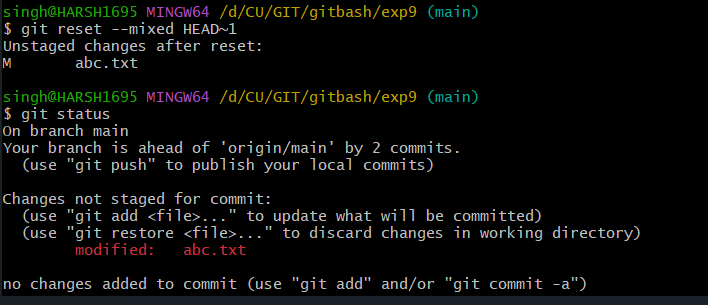 singh@HARSH1695 MINGW64 /d/CU/GIT/gitbash/exp9 (main)
$ git reset --mixed HEAD~1
Unstaged changes after reset:
M       abc.txt

singh@HARSH1695 MINGW64 /d/CU/GIT/gitbash/exp9 (main)
$ git status
On branch main
Your branch is ahead of 'origin/main' by 2 commits.
  (use "git push" to publish your local commits)

Changes not staged for commit:
  (use "git add <file>..." to update what will be committed)
  (use "git restore <file>..." to discard changes in working directory)
        modified:   abc.txt

no changes added to commit (use "git add" and/or "git commit -a")